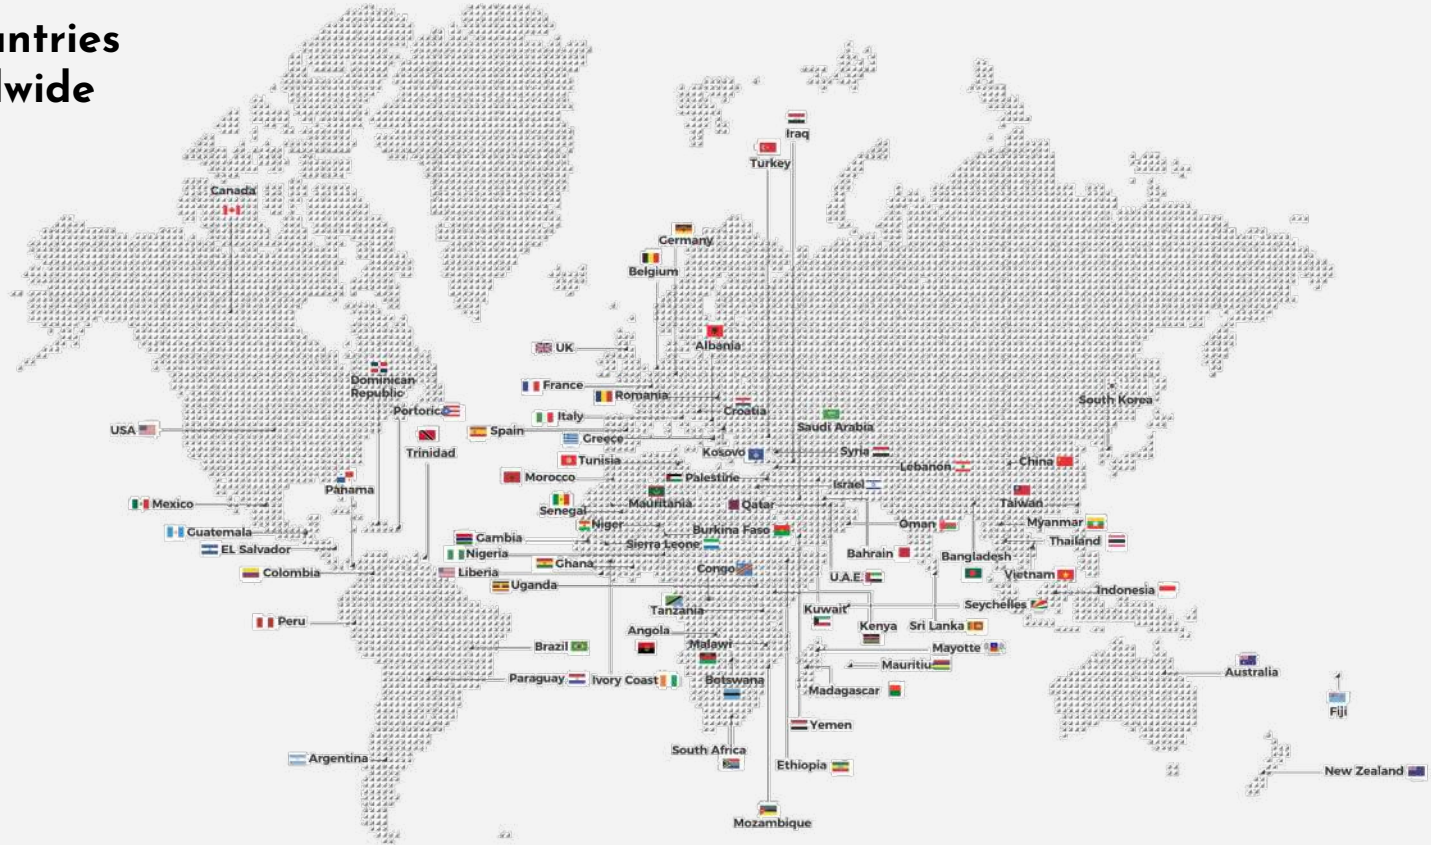 untries
dwide
Iraq
Turkey
Canada
Germany
Belgium
Albania
UK
Dominican
Republic
France
Romania
South Korea
Portorica
Croatia
Italy
Saudi Arabia
USA
Spain
Greece
Trinidad
Kosovo
Syria
Tunisia
Lebanon
China
Morocco
Palestine
Israel
Panama
Mexico
Mauritania
Qatar
Taiwan
Senegal
Niger
Burkina Faso
Oman
Myanmar
Guatemala
Gambia
Sierra Leone
Thailand
EL Salvador
Nigeria
Bahrain
Bangladesh
Ghana
Colombia
Liberia
Congo
U.A.E.
Vietnam
Uganda
Indonesia
Tanzania
Kuwait
Seychelles
Peru
Angola
Kenya
Sri Lanka
Brazil
Malawi
Mayotte
Mauritiu
Australia
Paraguay
Ivory Coast
Botswana
Madagascar
Fiji
Yemen
South Africa
Argentina
Ethiopia
New Zealand
Mozambique